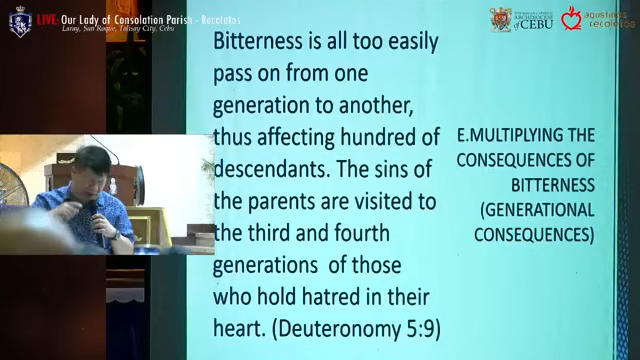 LIVE: Our Lady of Consolation Parish - Recoletos
Laray, San Roque, Talisay City, Cebu
ARCHDIOCESE
of CEBU
agustinos
recoletos
Bitterness is all too easily
pass on from one
generation to another,
thus affecting hundred of
descendants. The sins of
the parents are visited to
the third and fourth
generations of those
who hold hatred in their
heart. (Deuteronomy 5:9)
E.MULTIPLYING THE
CONSEQUENCES OF
BITTERNESS
(GENERATIONAL
CONSEQUENCES)